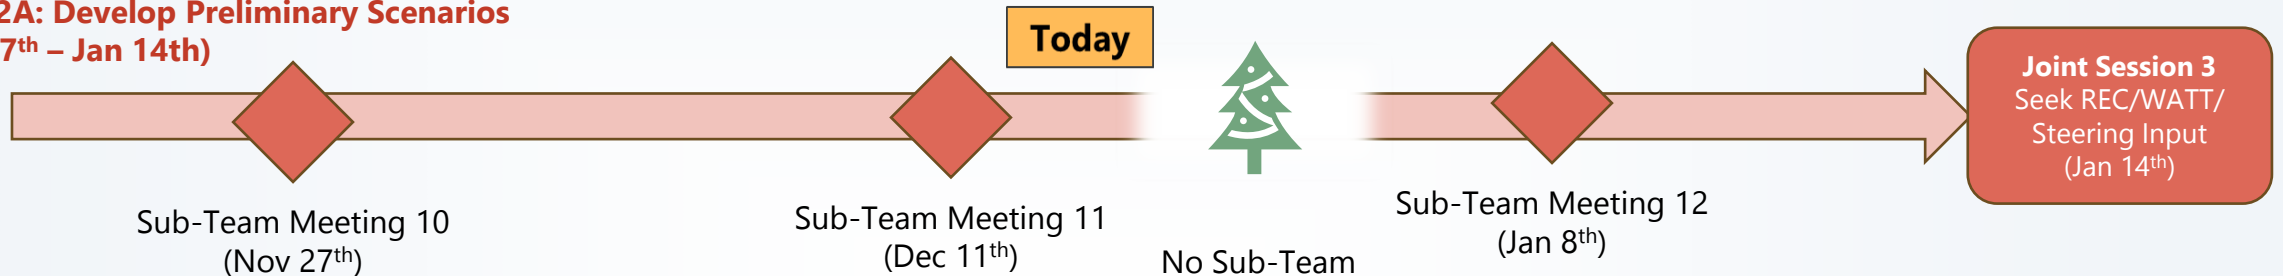 2A: Develop Preliminary Scenarios
7th – Jan 14th)
Today
Joint Session 3
Seek REC/WATT/
Steering Input
(Jan 14th)
Sub-Team Meeting 10
(Nov 27th)
Sub-Team Meeting 11
(Dec 11th)
No Sub-Team
Sub-Team Meeting 12
(Jan 8th)